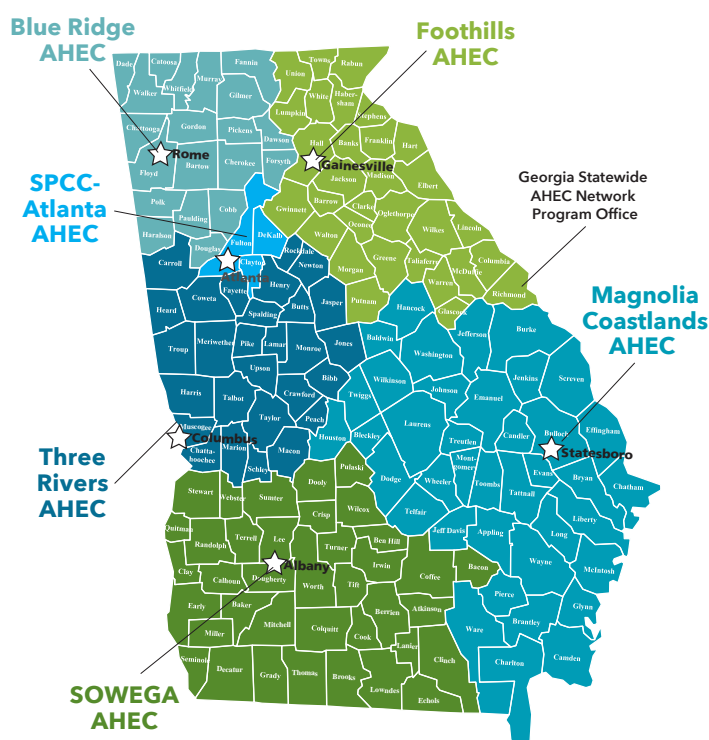 Blue Ridge
AHEC
Foothills
AHEC
SPCC-
Atlanta
AHEC
Georgia Statewide
AHEC Network
Program Office
Magnolia
Coastlands
AHEC
Three
Rivers
AHEC
SOWEGA
AHEC
Rome
Gainesville
Atlanta
Columbus
Statesboro
Albany
Dade
Catoosa
Fannin
Towns
Rabun
Union
Murray
Walker
Whitfield
Gilmer
White
Haber-
sham
Lumpkin
Stephens
Chattooga
Gordon
Pickens
Dawson
Hall
Banks
Franklin
Hart
Floyd
Bartow
Cherokee
Forsyth
Jackson
Madison
Elbert
Polk
Paulding
Cobb
Gwinnett
Barrow
Clarke
Oconee
Oglethorpe
Wilkes
Lincoln
Harahon
Douglas
Fulton
DeKalb
Walton
Carroll
Clayton
Rockdale
Newton
Morgan
Greene
Taliaferro
McDuffie
Columbia
Warren
Richmond
Coweta
Fayette
Henry
Jasper
Putnam
Hancock
Glascock
Heard
Spalding
Butts
Baldwin
Jefferson
Burke
Troup
Meriwether
Pike
Lamar
Monroe
Jones
Washington
Upson
Bibb
Wilkinson
Jenkins
Screven
Harris
Talbot
Crawford
Twiggs
Johnson
Emanuel
Taylor
Peach
Laurens
Muscogee
Houston
Bleckley
Treutlen
Candler
Bulloch
Effingham
Chatta-
hoochee
Marion
Macon
Schley
Pulaski
Dodge
Wheeler
Mont-
gomery
Toombs
Tattnall
Evans
Bryan
Chatham
Stewart
Webster
Sumter
Dooly
Crisp
Wilcox
Telfair
Jeff Davis
Appling
Long
Liberty
Quitman
Randolph
Terrell
Lee
Turner
Ben Hill
Irwin
Coffee
Bacon
Wayne
McIntosh
Clay
Calhoun
Dougherty
Worth
Tift
Pierce
Glynn
Early
Baker
Mitchell
Colquitt
Berrien
Atkinson
Ware
Brantley
Miller
Cook
Lanier
Clinch
Charlton
Camden
Seminole
Decatur
Grady
Thomas
Brooks
Lowndes
Echols